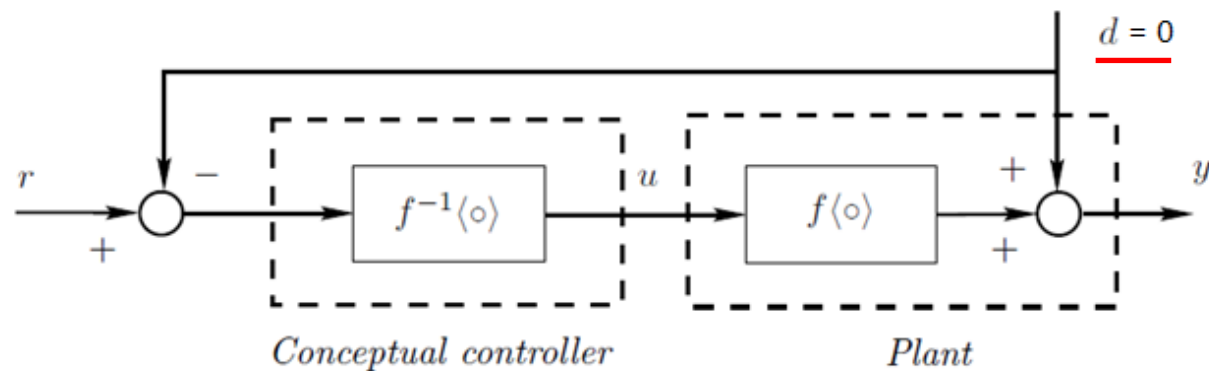 d = 0
r
−
+
f⁻¹⟨∘⟩
u
f⟨∘⟩
+
+
y
Conceptual controller
Plant